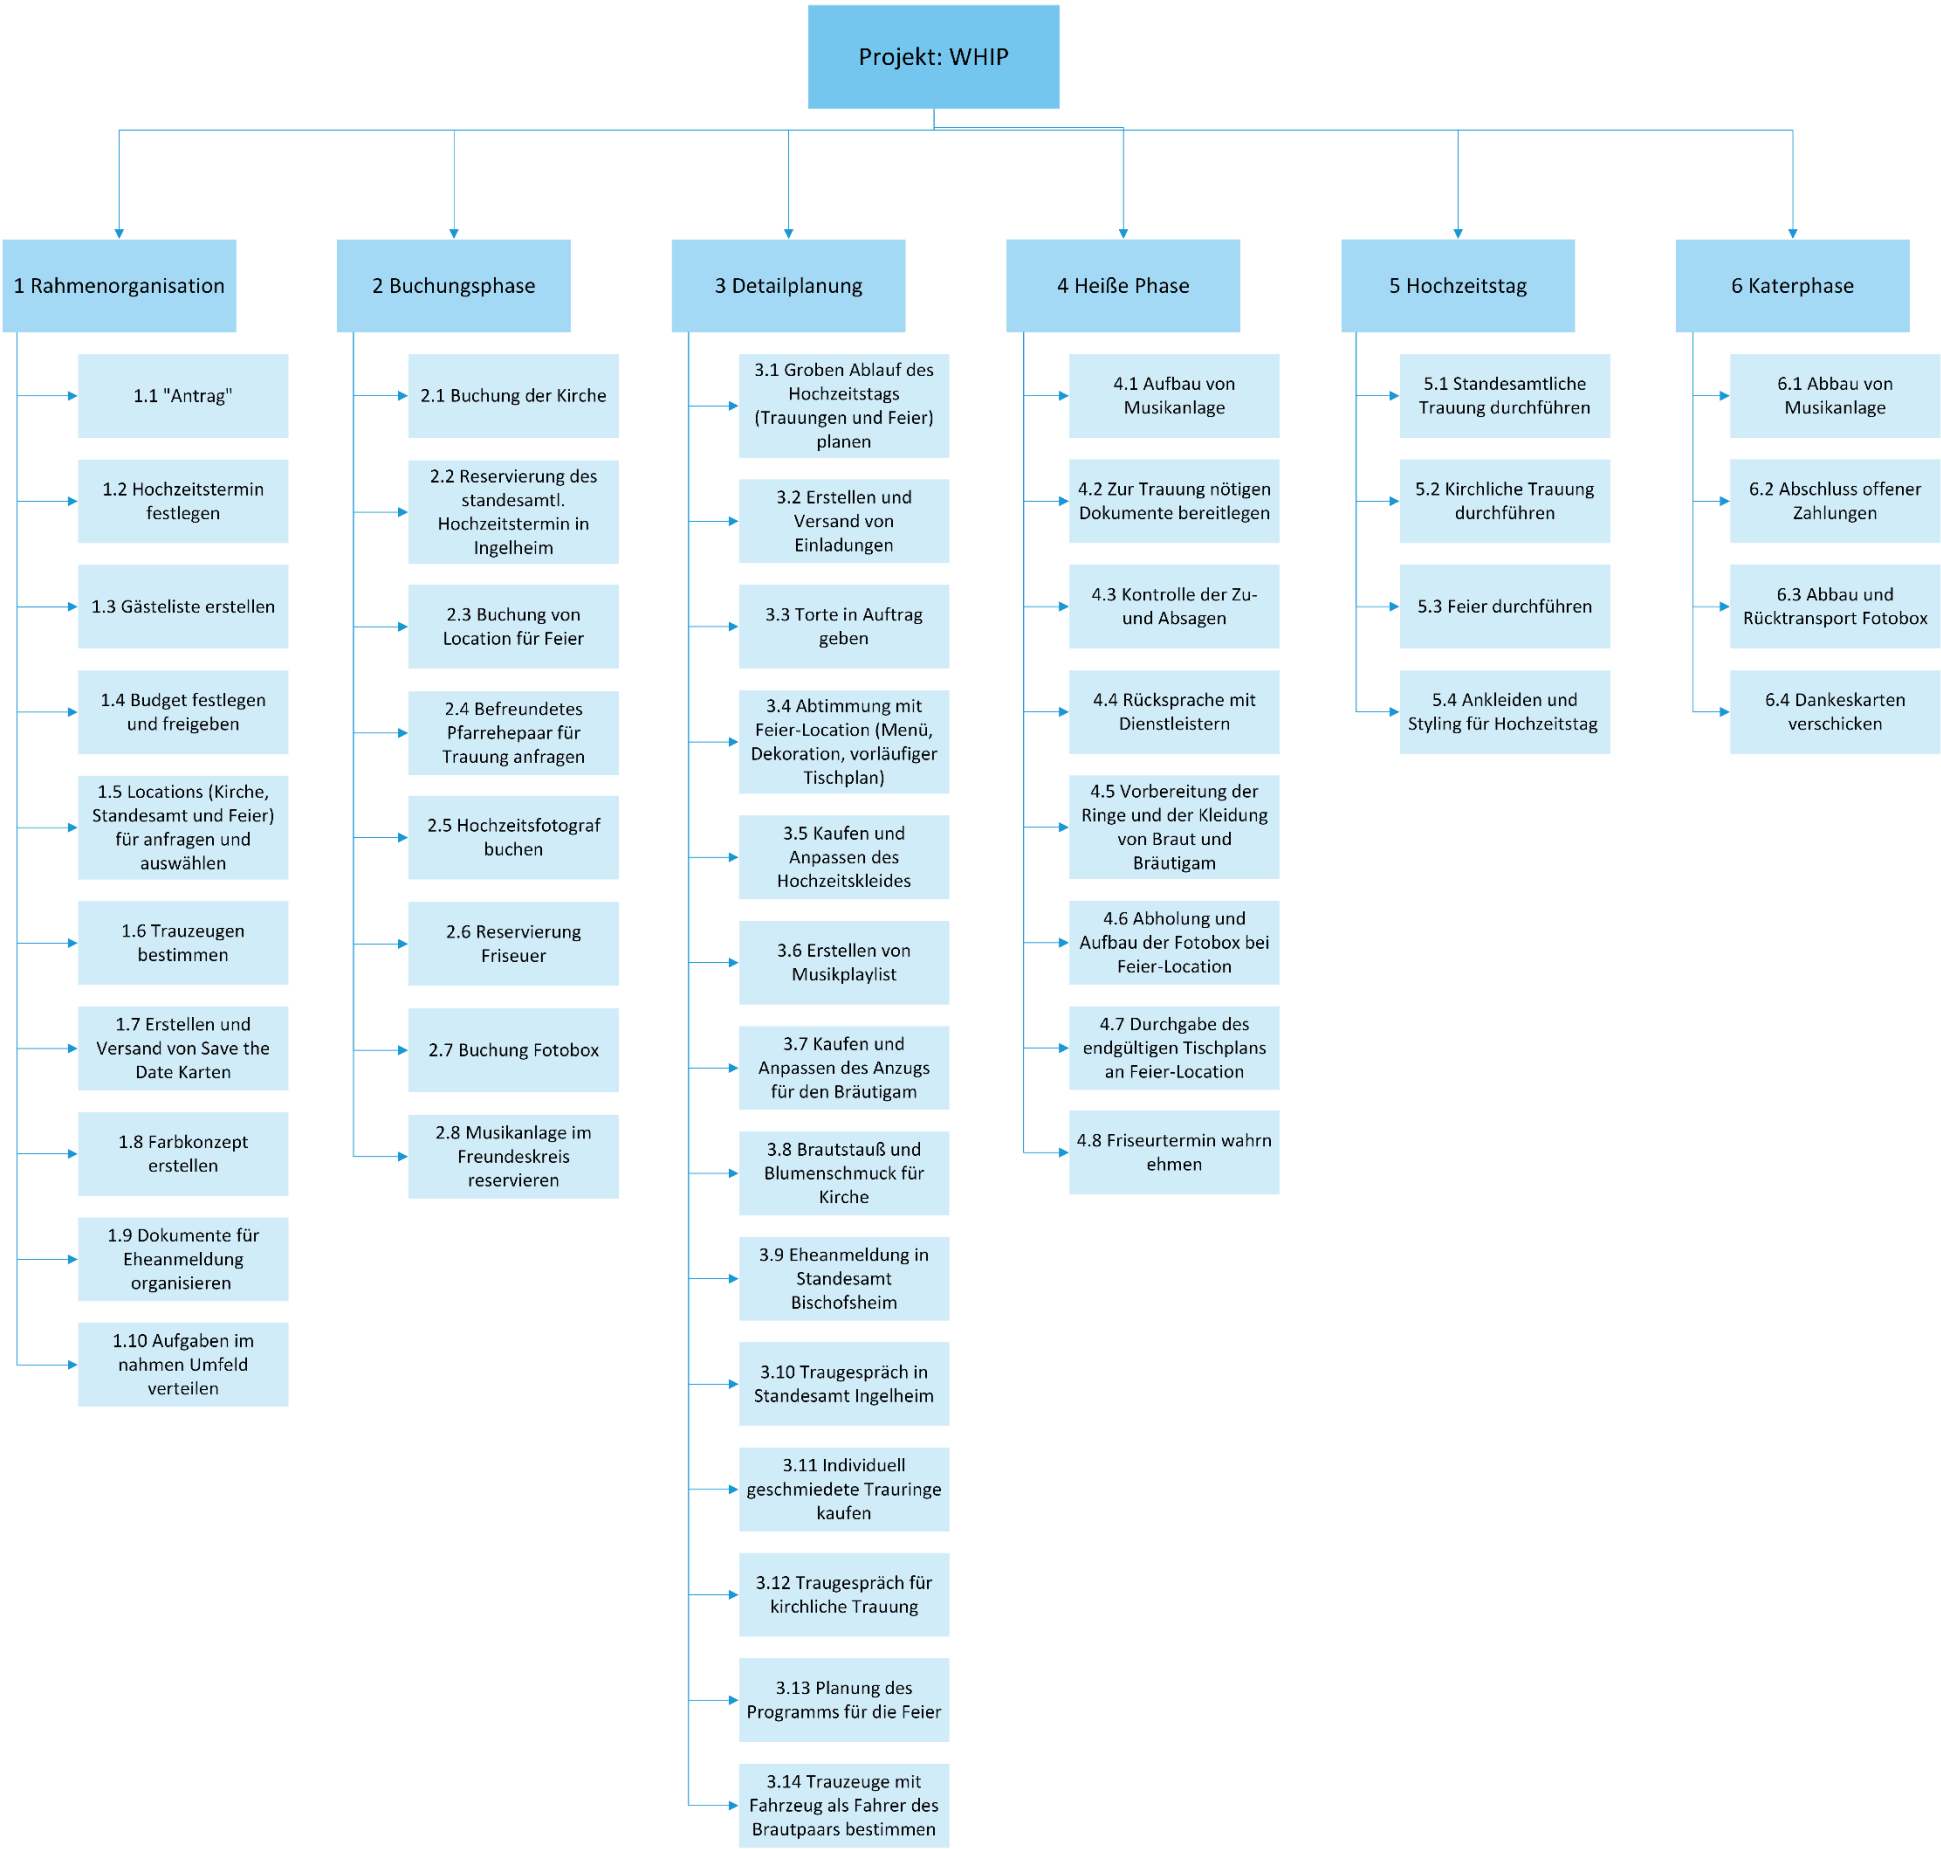 Projekt: WHIP
1 Rahmenorganisation
1.1 "Antrag"
1.2 Hochzeitstermin
festlegen
1.3 Gästeliste erstellen
1.4 Budget festlegen
und freigeben
1.5 Locations (Kirche,
Standesamt und Feier)
für anfragen und
auswählen
1.6 Trauzeugen
bestimmen
1.7 Erstellen und
Versand von Save the
Date Karten
1.8 Farbkonzept
erstellen
1.9 Dokumente für
Eheanmeldung
organisieren
1.10 Aufgaben im
nahmen Umfeld
verteilen
2 Buchungsphase
2.1 Buchung der Kirche
2.2 Reservierung des
standesamtl.
Hochzeitstermin in
Ingelheim
2.3 Buchung von
Location für Feier
2.4 Befreundetes
Pfarrehepaar für
Trauung anfragen
2.5 Hochzeitsfotograf
buchen
2.6 Reservierung
Friseuer
2.7 Buchung Fotobox
2.8 Musikanlage im
Freundeskreis
reservieren
3 Detailplanung
3.1 Groben Ablauf des
Hochzeitstags
(Trauungen und Feier)
planen
3.2 Erstellen und
Versand von
Einladungen
3.3 Torte in Auftrag
geben
3.4 Abtimmung mit
Feier-Location (Menü,
Dekoration, vorläufiger
Tischplan)
3.5 Kaufen und
Anpassen des
Hochzeitskleides
3.6 Erstellen von
Musikplaylist
3.7 Kaufen und
Anpassen des Anzugs
für den Bräutigam
3.8 Brautstauß und
Blumenschmuck für
Kirche
3.9 Eheanmeldung in
Standesamt
Bischofsheim
3.10 Traugespräch in
Standesamt Ingelheim
3.11 Individuell
geschmiedete Trauringe
kaufen
3.12 Traugespräch für
kirchliche Trauung
3.13 Planung des
Programms für die Feier
3.14 Trauzeuge mit
Fahrzeug als Fahrer des
Brautpaars bestimmen
4 Heiße Phase
4.1 Aufbau von
Musikanlage
4.2 Zur Trauung nötigen
Dokumente bereitlegen
4.3 Kontrolle der Zu-
und Absagen
4.4 Rücksprache mit
Dienstleistern
4.5 Vorbereitung der
Ringe und der Kleidung
von Braut und
Bräutigam
4.6 Abholung und
Aufbau der Fotobox bei
Feier-Location
4.7 Durchgabe des
endgültigen Tischplans
an Feier-Location
4.8 Friseurtermin wahrn
ehmen
5 Hochzeitstag
5.1 Standesamtliche
Trauung durchführen
5.2 Kirchliche Trauung
durchführen
5.3 Feier durchführen
5.4 Ankleiden und
Styling für Hochzeitstag
6 Katerphase
6.1 Abbau von
Musikanlage
6.2 Abschluss offener
Zahlungen
6.3 Abbau und
Rücktransport Fotobox
6.4 Dankeskarten
verschicken